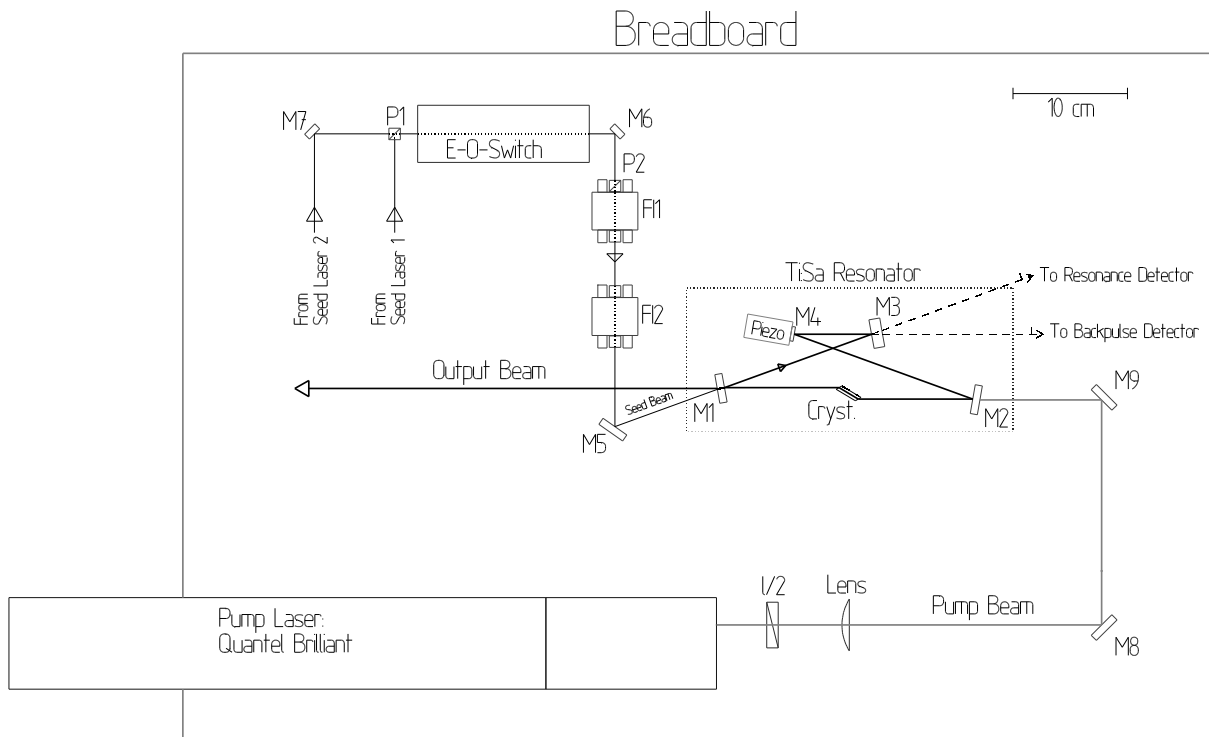 Breadboard
10 cm
M7
P1
M6
E-O-Switch
P2
FI1
From
Seed Laser 2
From
Seed Laser 1
TiSa Resonator
To Resonance Detector
M3
M4
Piezo
FI2
To Backpulse Detector
Output Beam
M9
Seed Beam
M1
Cryst.
M2
M5
l/2
Lens
Pump Beam
Pump Laser:
Quantel Brilliant
M8